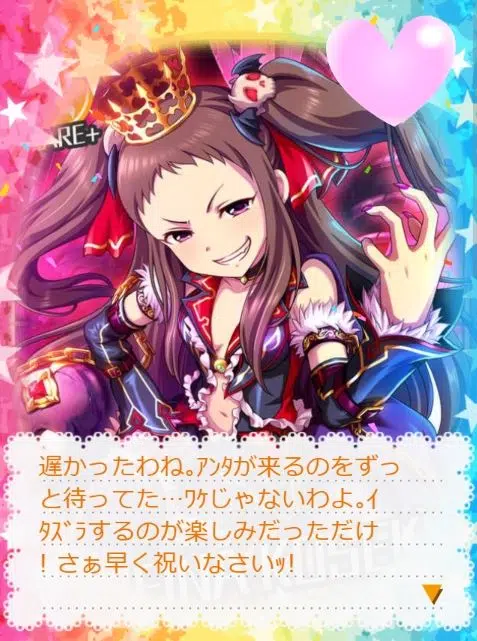 RE+
遅かったわね｡ｱﾝﾀが来るのをずっ
と待ってた…ﾜｹじゃないわよ｡ｲ
ﾀｽﾞﾗするのが楽しみだっただけ
! さぁ早く祝いなさいｯ!